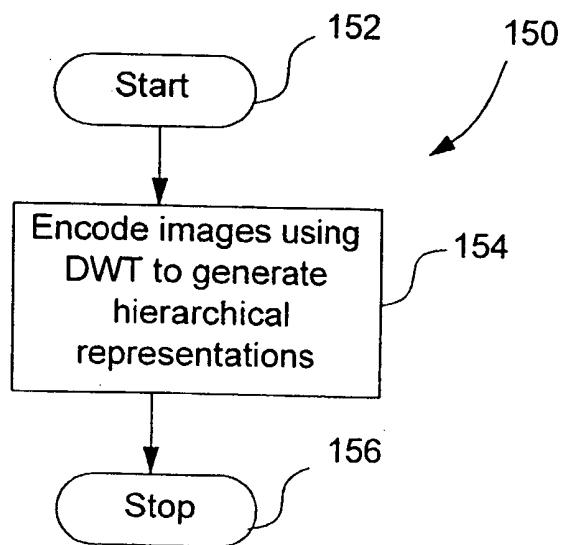 152
150
Start
Encode images using
DWT to generate
hierarchical
representations
154
156
Stop